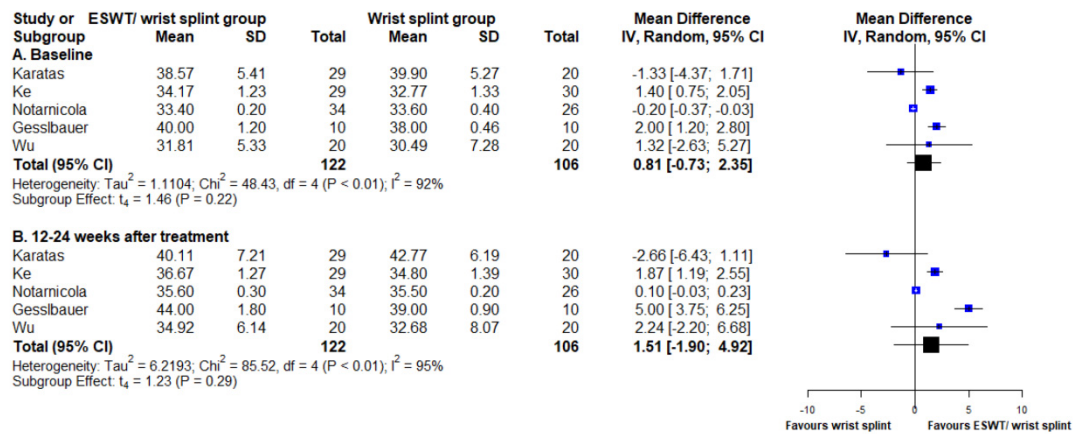 Study or ESWT/ wrist splint group Wrist splint group Mean Difference Mean Difference
Subgroup Mean SD Total Mean SD Total IV, Random, 95% CI IV, Random, 95% CI
A. Baseline
Karatas 38.57 5.41 29 39.90 5.27 20 -1.33 [-4.37; 1.71]
Ke 34.17 1.23 29 32.77 1.33 30 1.40 [ 0.75; 2.05]
Notarnicola 33.40 0.20 34 33.60 0.40 26 -0.20 [-0.37; -0.03]
Gesslbauer 40.00 1.20 10 38.00 0.46 10 2.00 [ 1.20; 2.80]
Wu 31.81 5.33 20 30.49 7.28 20 1.32 [-2.63; 5.27]
Total (95% CI) 122 106 0.81 [-0.73; 2.35]
Heterogeneity: Tau² = 1.1104; Chi² = 48.43, df = 4 (P < 0.01); I² = 92%
Subgroup Effect: t₄ = 1.46 (P = 0.22)
B. 12-24 weeks after treatment
Karatas 40.11 7.21 29 42.77 6.19 20 -2.66 [-6.43; 1.11]
Ke 36.67 1.27 29 34.80 1.39 30 1.87 [ 1.19; 2.55]
Notarnicola 35.60 0.30 34 35.50 0.20 26 0.10 [-0.03; 0.23]
Gesslbauer 44.00 1.80 10 39.00 0.90 10 5.00 [ 3.75; 6.25]
Wu 34.92 6.14 20 32.68 8.07 20 2.24 [-2.20; 6.68]
Total (95% CI) 122 106 1.51 [-1.90; 4.92]
Heterogeneity: Tau² = 6.2193; Chi² = 85.52, df = 4 (P < 0.01); I² = 95%
Subgroup Effect: t₄ = 1.23 (P = 0.29)
-10 -5 0 5 10
Favours wrist splint Favours ESWT/ wrist splint